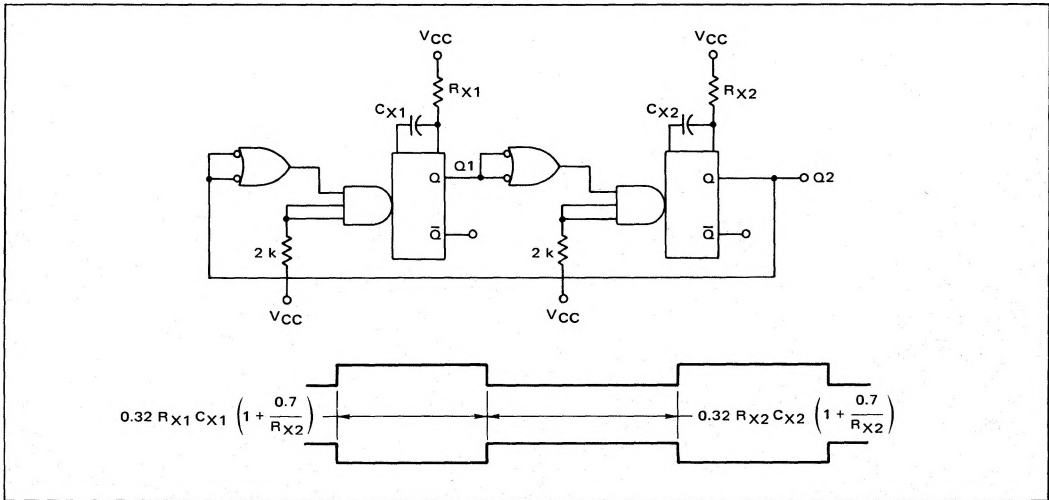 VCC
VCC
RX1
RX2
CX1
CX2
Q
Q1
Q
Q2
Q̅
Q̅
2 k
2 k
VCC
VCC
0.32 RX1 CX1 (1 + 0.7/RX2)
0.32 RX2 CX2 (1 + 0.7/RX2)